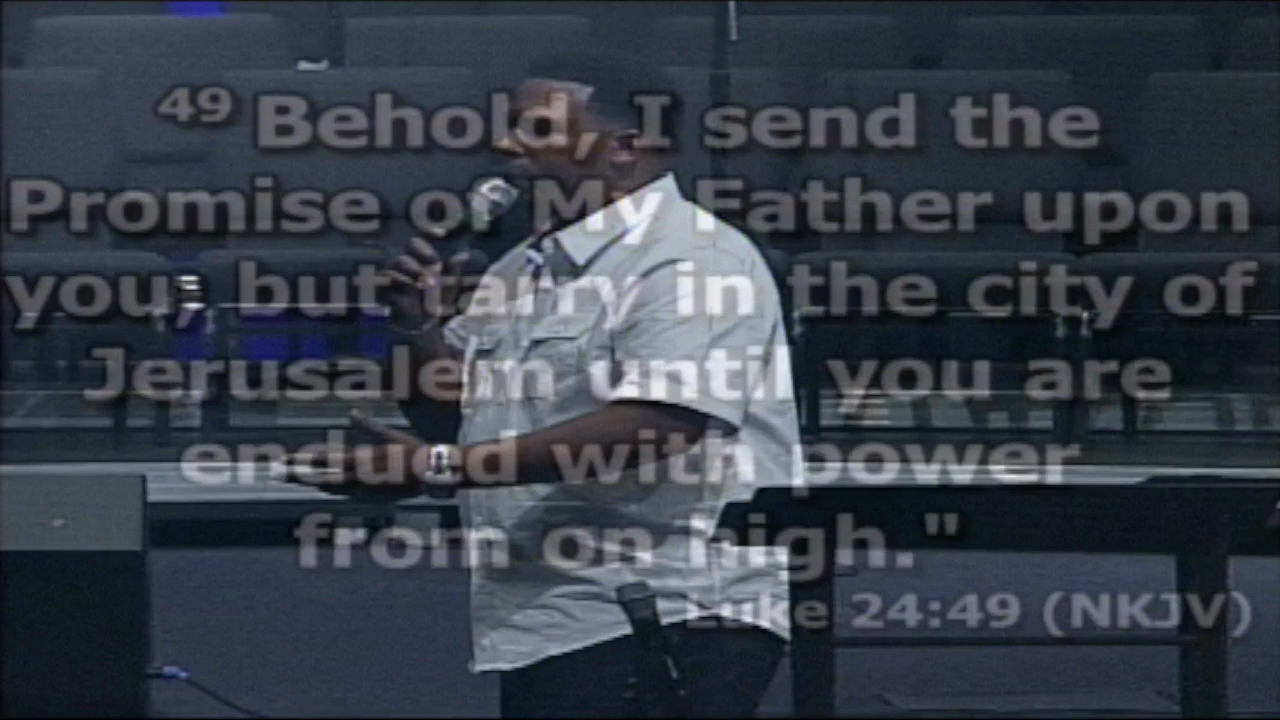 49 Behold, I send the
Promise of My Father upon
you, but tarry in the city of
Jerusalem until you are
endued with power
from on high."
Luke 24:49 (NKJV)